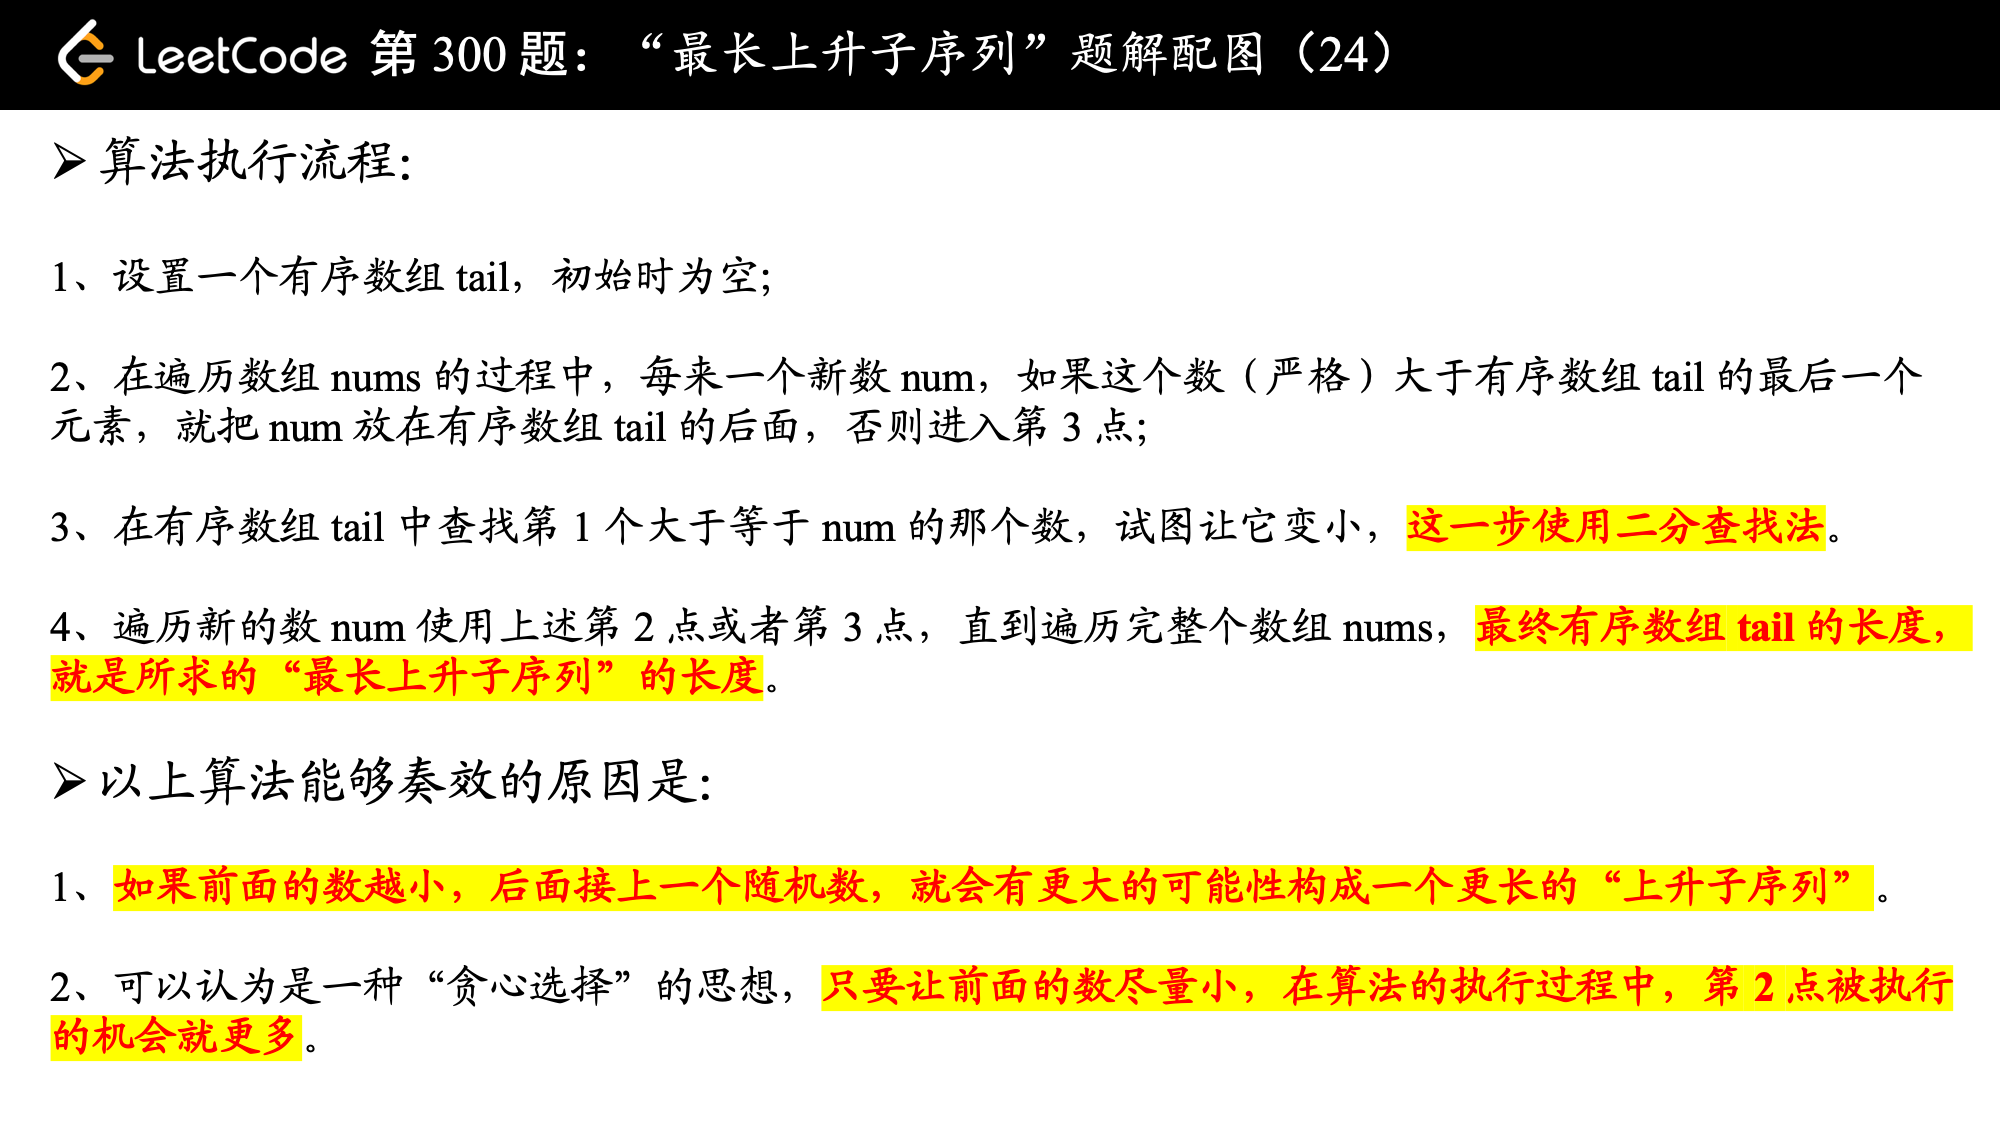 LeetCode 第 300 题：“最长上升子序列”题解配图（24）
➢ 算法执行流程：
1、设置一个有序数组 tail，初始时为空；
2、在遍历数组 nums 的过程中，每来一个新数 num，如果这个数（严格）大于有序数组 tail 的最后一个
元素，就把 num 放在有序数组 tail 的后面，否则进入第 3 点；
3、在有序数组 tail 中查找第 1 个大于等于 num 的那个数，试图让它变小，这一步使用二分查找法。
4、遍历新的数 num 使用上述第 2 点或者第 3 点，直到遍历完整个数组 nums，最终有序数组 tail 的长度，
就是所求的“最长上升子序列”的长度。
➢ 以上算法能够奏效的原因是：
1、如果前面的数越小，后面接上一个随机数，就会有更大的可能性构成一个更长的“上升子序列”。
2、可以认为是一种“贪心选择”的思想，只要让前面的数尽量小，在算法的执行过程中，第 2 点被执行
的机会就更多。